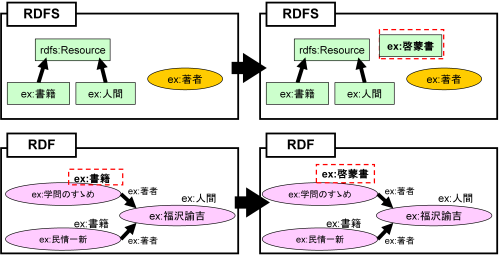 RDFS
rdfs:Resource
ex:書籍
ex:人間
ex:著者
RDFS
rdfs:Resource
ex:啓蒙書
ex:書籍
ex:人間
ex:著者
RDF
ex:書籍
ex:学問のすゝめ
ex:著者
ex:人間
ex:福沢諭吉
ex:書籍
ex:民情一新
ex:著者
RDF
ex:啓蒙書
ex:学問のすゝめ
ex:著者
ex:人間
ex:福沢諭吉
ex:書籍
ex:民情一新
ex:著者